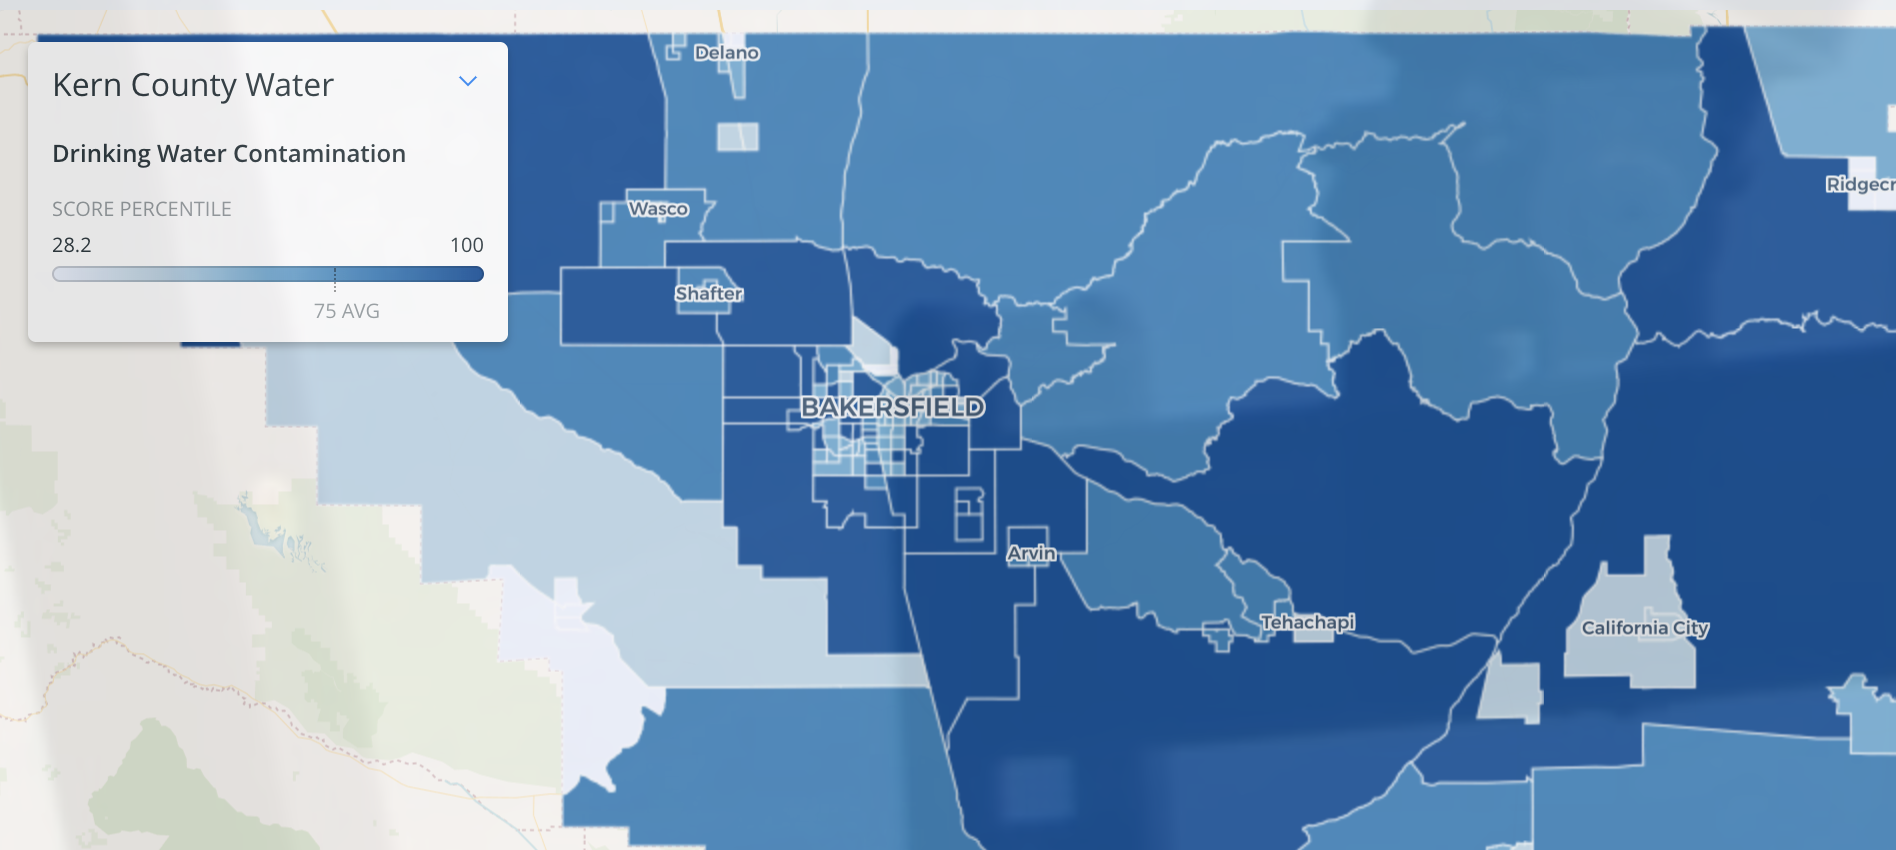 Kern County Water
Drinking Water Contamination
SCORE PERCENTILE
28.2 100
75 AVG
Delano
Wasco
Shafter
BAKERSFIELD
Arvin
Tehachapi
California City
Ridgecr